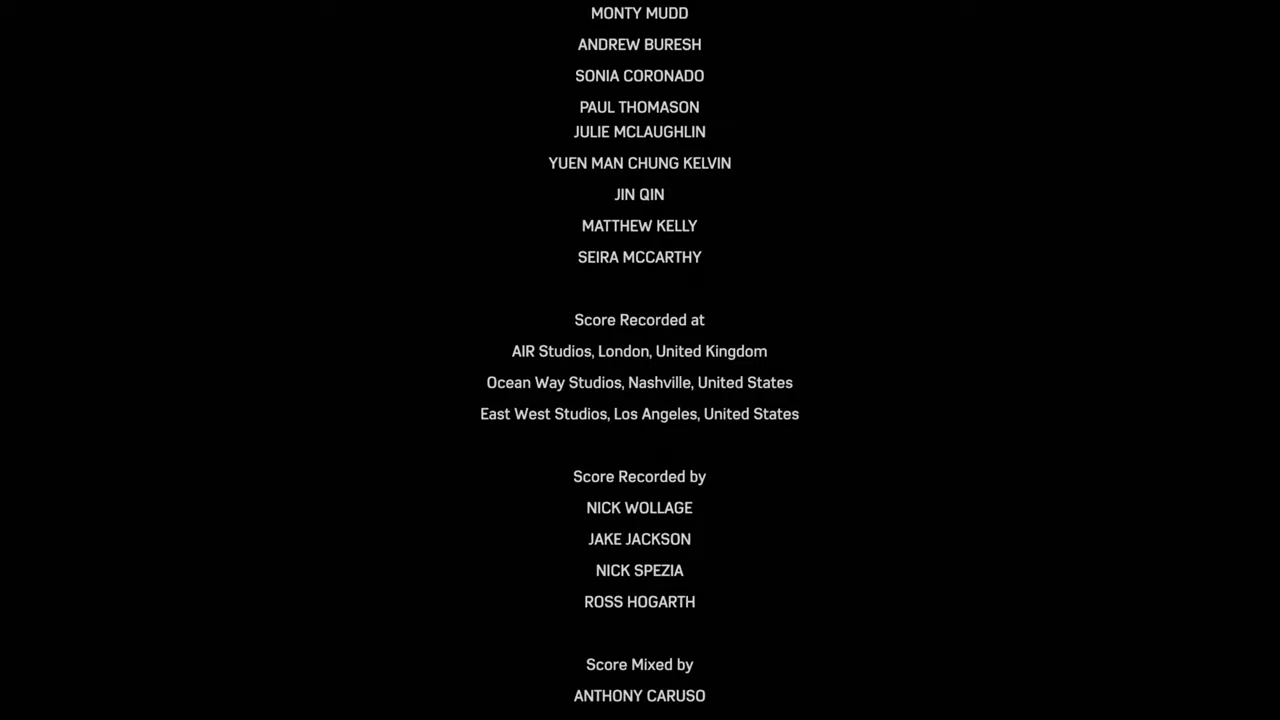 MONTY MUDD
ANDREW BURESH
SONIA CORONADO
PAUL THOMASON
JULIE MCLAUGHLIN
YUEN MAN CHUNG KELVIN
JIN QIN
MATTHEW KELLY
SEIRA MCCARTHY
Score Recorded at
AIR Studios, London, United Kingdom
Ocean Way Studios, Nashville, United States
East West Studios, Los Angeles, United States
Score Recorded by
NICK WOLLAGE
JAKE JACKSON
NICK SPEZIA
ROSS HOGARTH
Score Mixed by
ANTHONY CARUSO